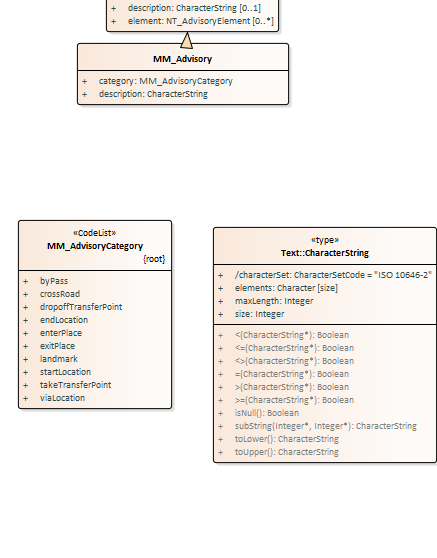 + description: CharacterString [0..1]
+ element: NT_AdvisoryElement [0..*]
MM_Advisory
+ category: MM_AdvisoryCategory
+ description: CharacterString
«CodeList»
MM_AdvisoryCategory
{root}
+ byPass
+ crossRoad
+ dropoffTransferPoint
+ endLocation
+ enterPlace
+ exitPlace
+ landmark
+ startLocation
+ takeTransferPoint
+ viaLocation
«type»
Text::CharacterString
+ /characterSet: CharacterSetCode = "ISO 10646-2"
+ elements: Character [size]
+ maxLength: Integer
+ size: Integer
+ <(CharacterString*): Boolean
+ <=(CharacterString*): Boolean
+ <>(CharacterString*): Boolean
+ =(CharacterString*): Boolean
+ >(CharacterString*): Boolean
+ >=(CharacterString*): Boolean
+ isNull(): Boolean
+ subString(Integer*, Integer*): CharacterString
+ toLower(): CharacterString
+ toUpper(): CharacterString